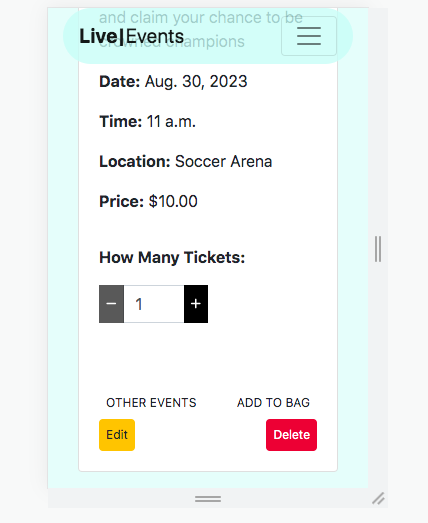 and claim your chance to be
crowned champions
Live|Events
Date: Aug. 30, 2023
Time: 11 a.m.
Location: Soccer Arena
Price: $10.00
How Many Tickets:
− 1 +
OTHER EVENTS ADD TO BAG
Edit Delete